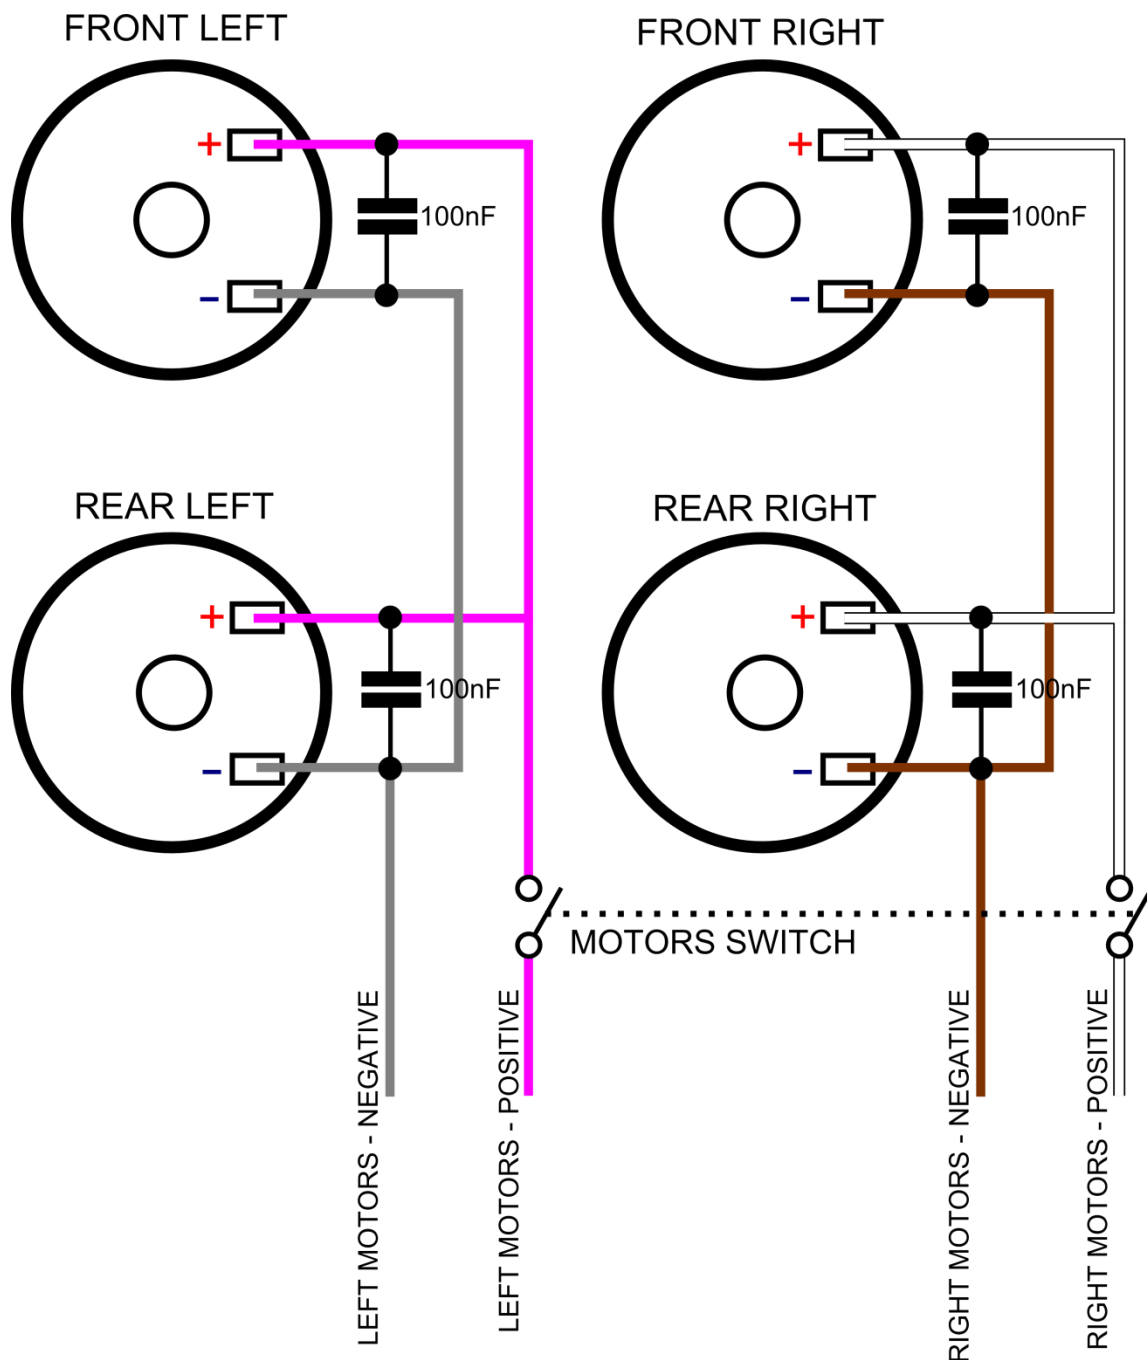 FRONT LEFT
FRONT RIGHT
+
+
100nF
100nF
–
–
REAR LEFT
REAR RIGHT
+
+
100nF
100nF
–
–
MOTORS SWITCH
LEFT MOTORS - NEGATIVE
LEFT MOTORS - POSITIVE
RIGHT MOTORS - NEGATIVE
RIGHT MOTORS - POSITIVE